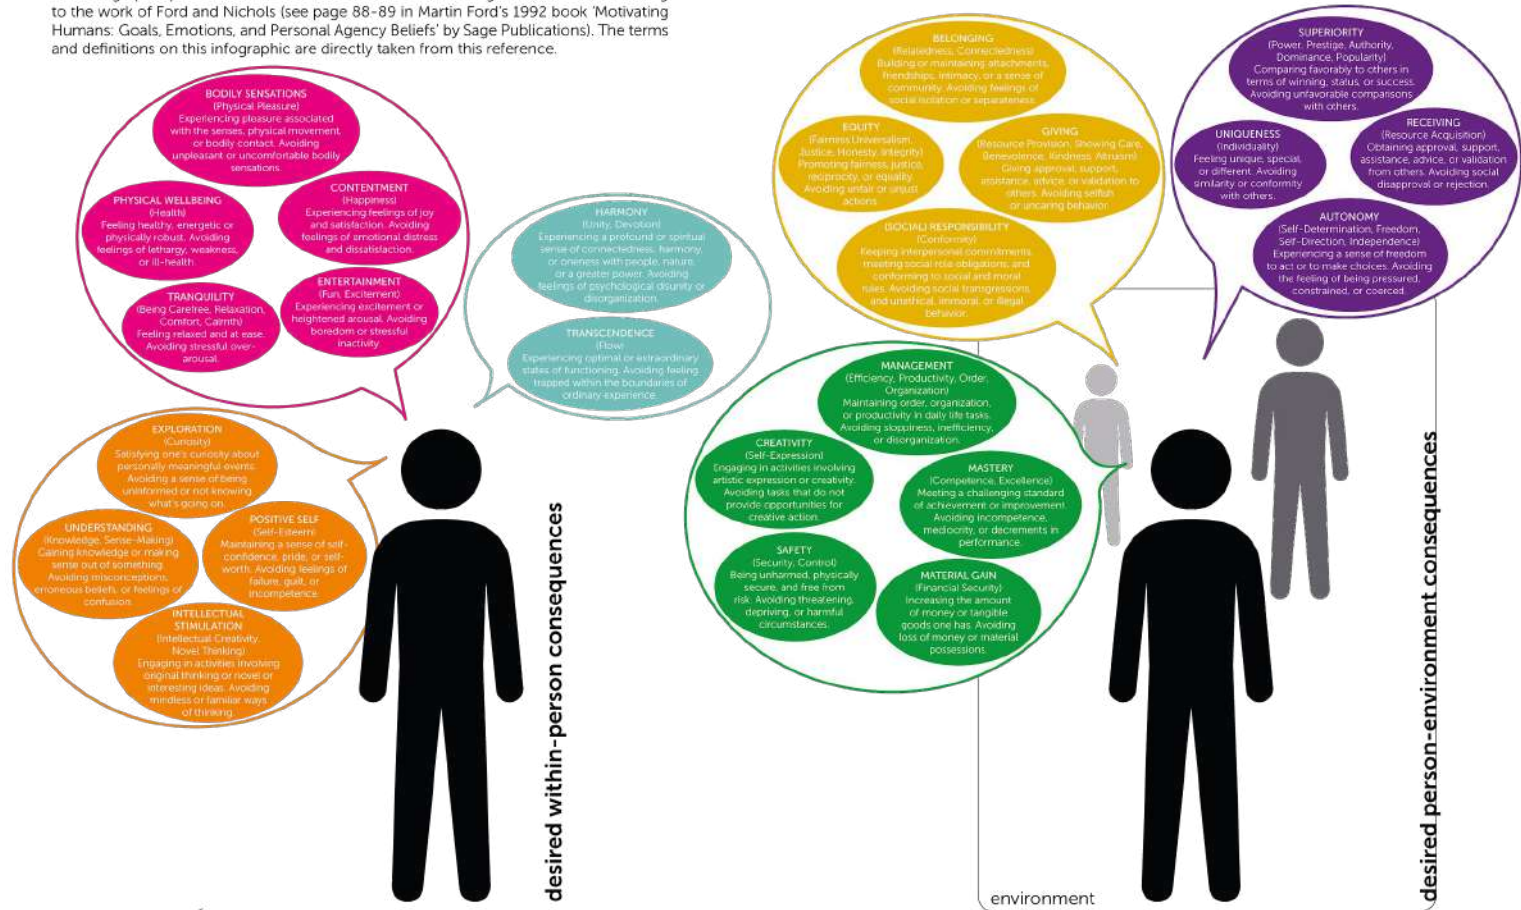 to the work of Ford and Nichols (see page 88-89 in Martin Ford's 1992 book 'Motivating
Humans: Goals, Emotions, and Personal Agency Beliefs' by Sage Publications). The terms
and definitions on this infographic are directly taken from this reference.
BODILY SENSATIONS
(Physical Pleasure)
Experiencing pleasure associated
with the senses, physical movement,
or bodily contact. Avoiding
unpleasant or uncomfortable bodily
sensations.
PHYSICAL WELLBEING
(Health)
Feeling healthy, energetic or
physically robust. Avoiding
feelings of lethargy, weakness,
or ill-health.
CONTENTMENT
(Happiness)
Experiencing feelings of joy
and satisfaction. Avoiding
feelings of emotional distress
and dissatisfaction.
TRANQUILITY
(Being Carefree, Relaxation,
Comfort, Calmth)
Feeling relaxed and at ease.
Avoiding stressful over-
arousal.
ENTERTAINMENT
(Fun, Excitement)
Experiencing excitement or
heightened arousal. Avoiding
boredom or stressful
inactivity
HARMONY
(Unity, Devotion)
Experiencing a profound or spiritual
sense of connectedness, harmony,
or oneness with people, nature
or a greater power. Avoiding
feelings of psychological disunity or
disorganization.
TRANSCENDENCE
(Flow)
Experiencing optimal or extraordinary
states of functioning. Avoiding feeling
trapped within the boundaries of
ordinary experience.
EXPLORATION
(Curiosity)
Satisfying one's curiosity about
personally meaningful events.
Avoiding a sense of being
uninformed or not knowing
what's going on.
UNDERSTANDING
(Knowledge, Sense-Making)
Gaining knowledge or making
sense out of something.
Avoiding misconceptions,
erroneous beliefs, or feelings of
confusion.
POSITIVE SELF
(Self-Esteem)
Maintaining a sense of self-
confidence, pride, or self-
worth. Avoiding feelings of
failure, guilt, or
incompetence.
INTELLECTUAL
STIMULATION
(Intellectual Creativity,
Novel Thinking)
Engaging in activities involving
original thinking or novel or
interesting ideas. Avoiding
mindless or familiar ways
of thinking.
desired within-person consequences
BELONGING
(Relatedness, Connectedness)
Building or maintaining attachments,
friendships, intimacy, or a sense of
community. Avoiding feelings of
social isolation or separateness.
EQUITY
(Fairness Universalism,
Justice, Honesty, Integrity)
Promoting fairness, justice,
reciprocity, or equality.
Avoiding unfair or unjust
actions.
GIVING
(Resource Provision, Showing Care,
Benevolence, Kindness, Altruism)
Giving approval, support,
assistance, advice, or validation to
others. Avoiding selfish
or uncaring behavior.
(SOCIAL) RESPONSIBILITY
(Conformity)
Keeping interpersonal commitments,
meeting social role obligations, and
conforming to social and moral
rules. Avoiding social transgressions
and unethical, immoral, or illegal
behavior.
SUPERIORITY
(Power, Prestige, Authority,
Dominance, Popularity)
Comparing favorably to others in
terms of winning, status, or success.
Avoiding unfavorable comparisons
with others.
UNIQUENESS
(Individuality)
Feeling unique, special,
or different. Avoiding
similarity or conformity
with others.
RECEIVING
(Resource Acquisition)
Obtaining approval, support,
assistance, advice, or validation
from others. Avoiding social
disapproval or rejection.
AUTONOMY
(Self-Determination, Freedom,
Self-Direction, Independence)
Experiencing a sense of freedom
to act or to make choices. Avoiding
the feeling of being pressured,
constrained, or coerced.
MANAGEMENT
(Efficiency, Productivity, Order,
Organization)
Maintaining order, organization,
or productivity in daily life tasks.
Avoiding sloppiness, inefficiency,
or disorganization.
CREATIVITY
(Self-Expression)
Engaging in activities involving
artistic expression or creativity.
Avoiding tasks that do not
provide opportunities for
creative action.
MASTERY
(Competence, Excellence)
Meeting a challenging standard
of achievement or improvement.
Avoiding incompetence,
mediocrity, or decrements in
performance.
SAFETY
(Security, Control)
Being unharmed, physically
secure, and free from
risk. Avoiding threatening,
depriving, or harmful
circumstances.
MATERIAL GAIN
(Financial Security)
Increasing the amount
of money or tangible
goods one has. Avoiding
loss of money or material
possessions.
desired person-environment consequences
environment